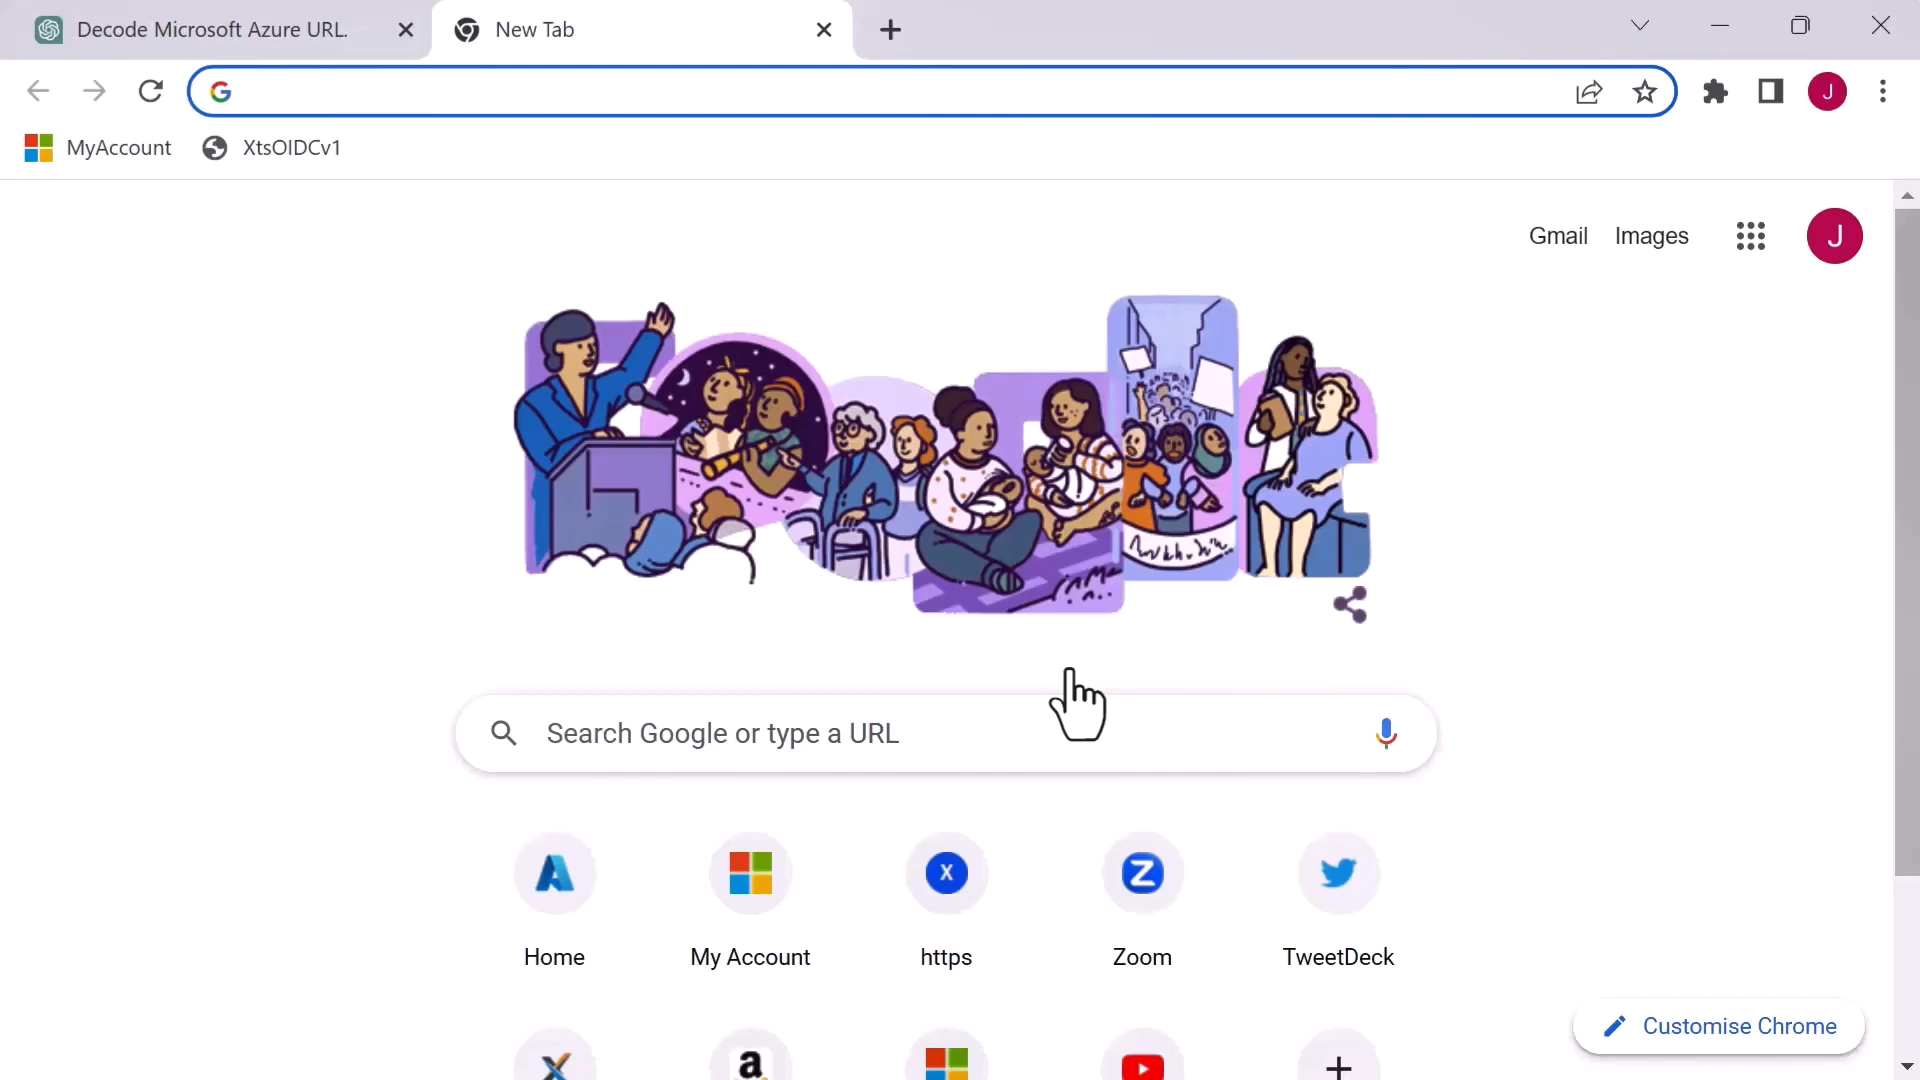 Decode Microsoft Azure URL.
New Tab
J
MyAccount
XtsOIDCv1
Gmail
Images
J
Search Google or type a URL
X
Z
Home
My Account
https
Zoom
TweetDeck
a
Customise Chrome